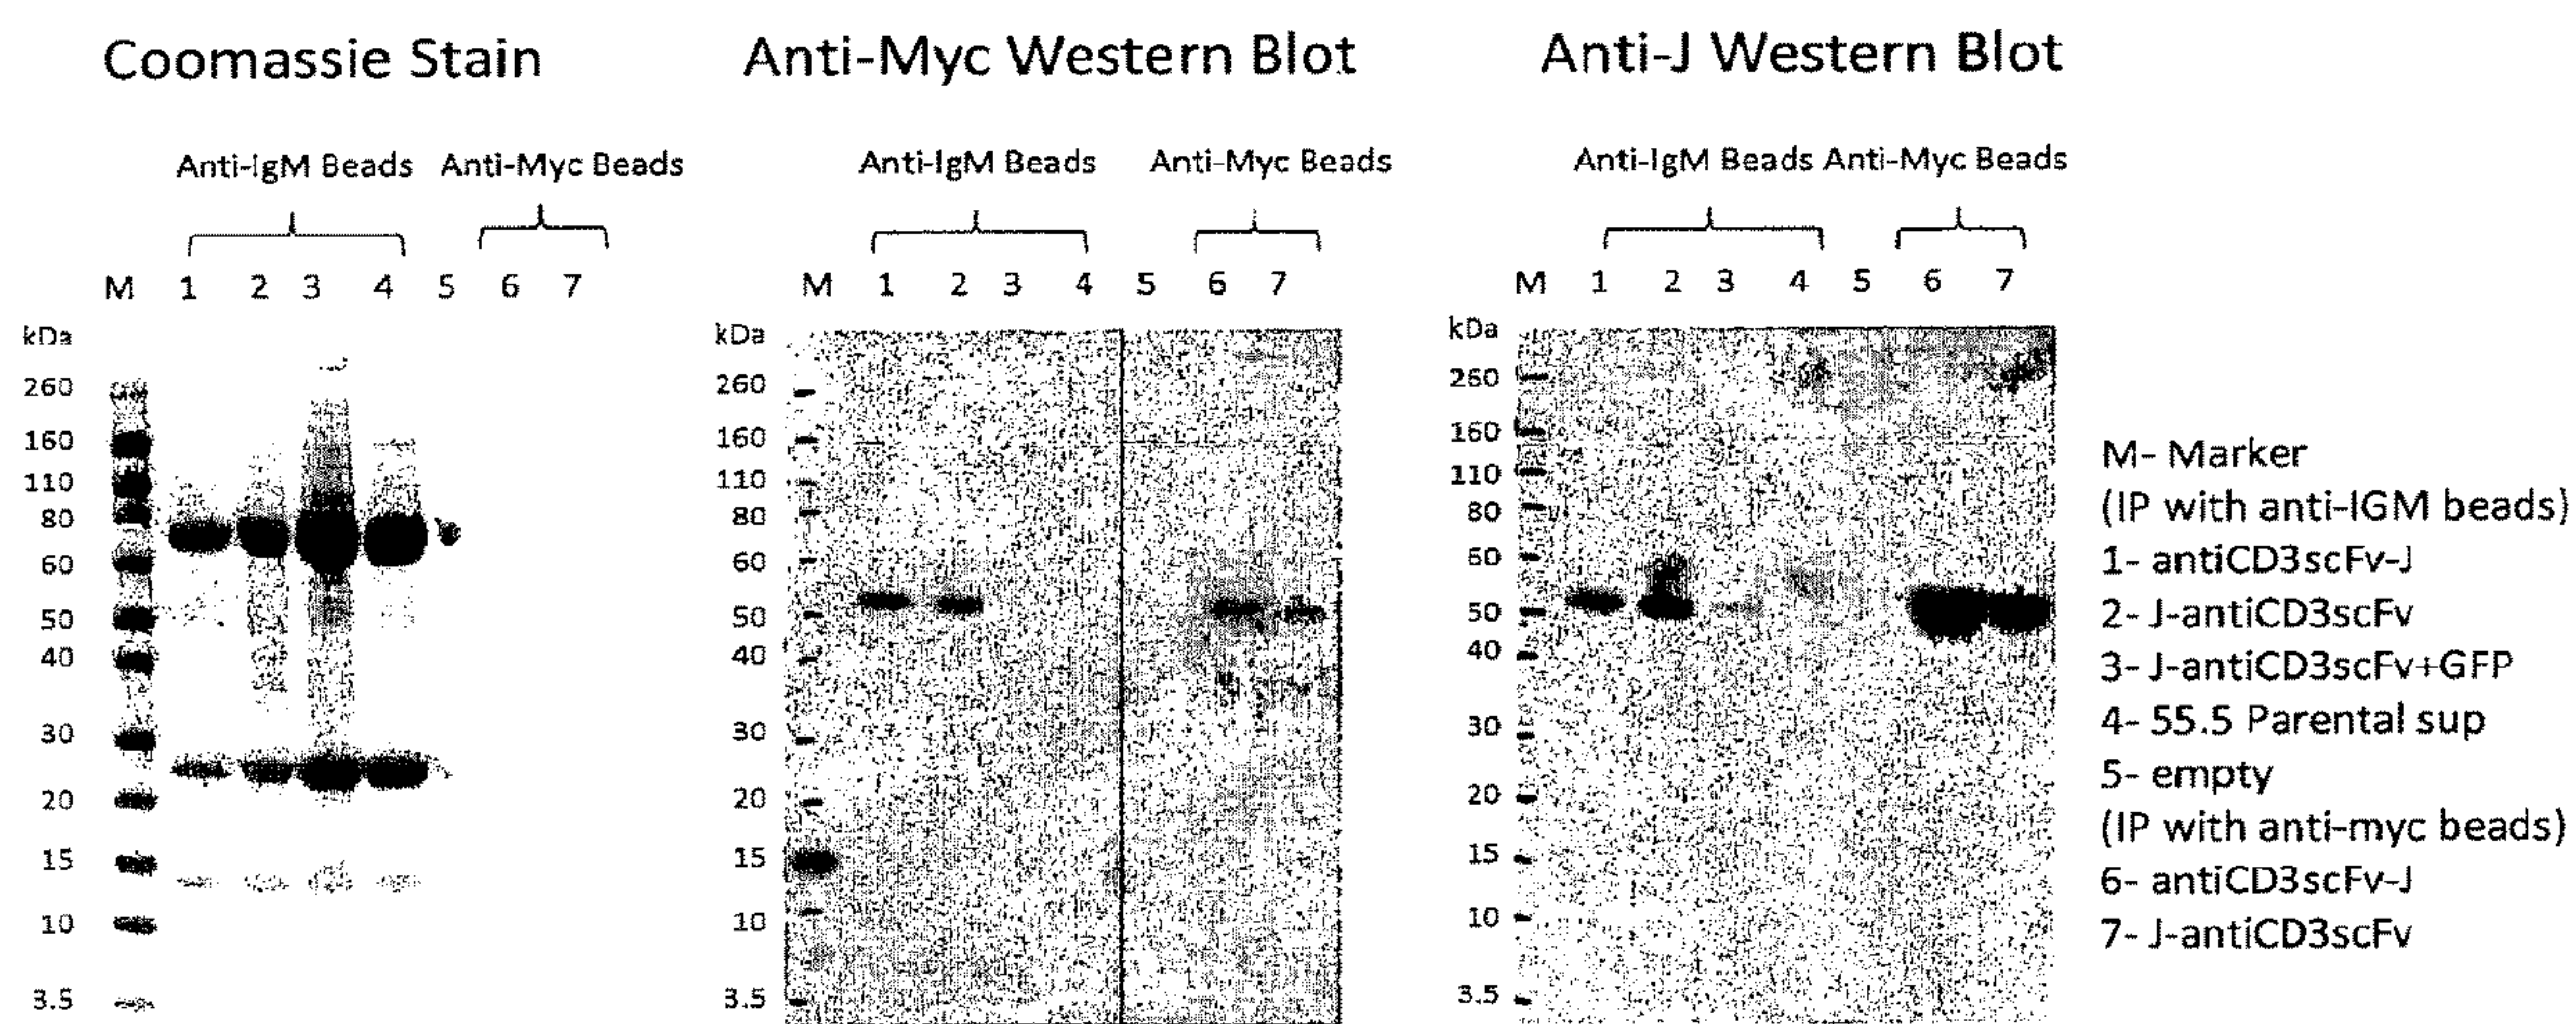 Coomassie Stain
Anti-IgM Beads Anti-Myc Beads
M 1 2 3 4 5 6 7
kDa
260
160
110
80
60
50
40
30
20
15
10
3.5
Anti-Myc Western Blot
Anti-IgM Beads Anti-Myc Beads
M 1 2 3 4 5 6 7
kDa
260
160
110
80
60
50
40
30
20
15
10
3.5
Anti-J Western Blot
Anti-IgM Beads Anti-Myc Beads
M 1 2 3 4 5 6 7
kDa
260
160
110
80
60
50
40
30
20
15
10
3.5
M- Marker
(IP with anti-IGM beads)
1- antiCD3scFv-J
2- J-antiCD3scFv
3- J-antiCD3scFv+GFP
4- 55.5 Parental sup
5- empty
(IP with anti-myc beads)
6- antiCD3scFv-J
7- J-antiCD3scFv